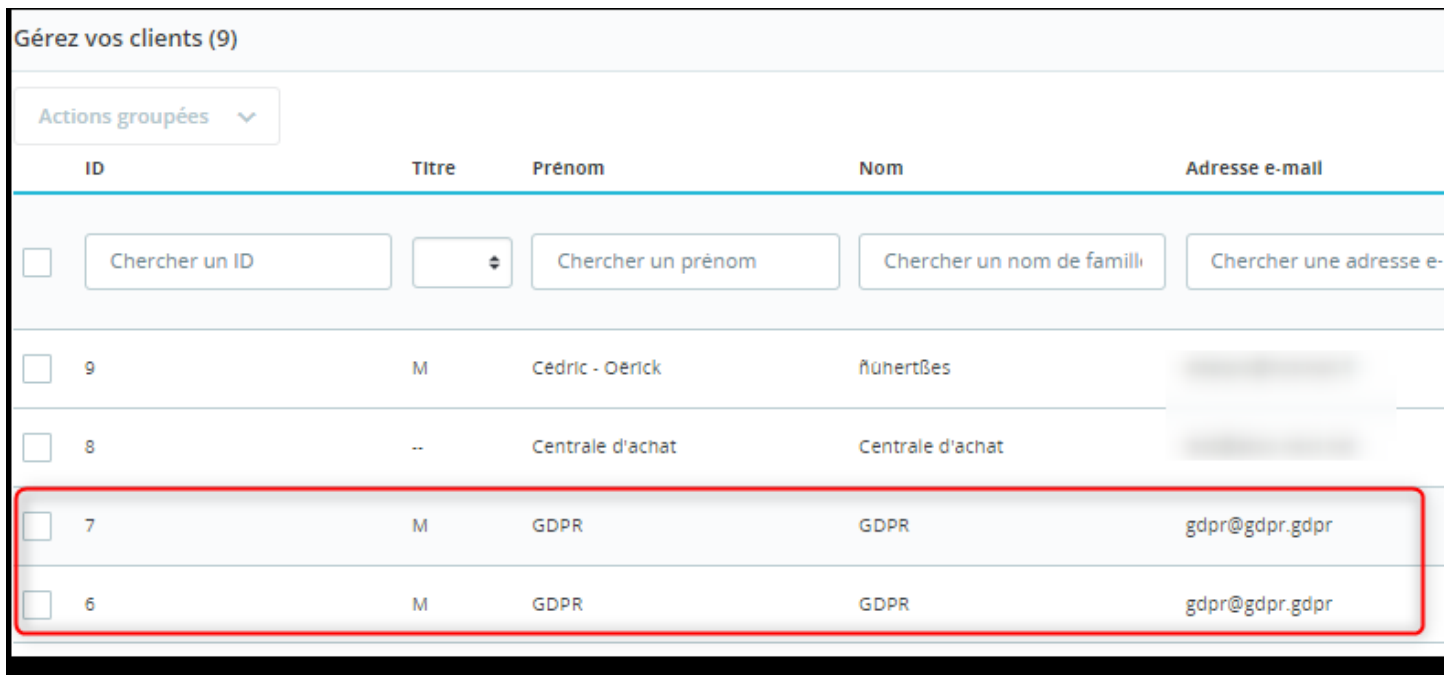 Gérez vos clients (9)
Actions groupées
ID Titre Prénom Nom Adresse e-mail
Chercher un ID Chercher un prénom Chercher un nom de famill Chercher une adresse e-
9 M Cédric - Oërick ñühertßes
8 -- Centrale d'achat Centrale d'achat
7 M GDPR GDPR gdpr@gdpr.gdpr
6 M GDPR GDPR gdpr@gdpr.gdpr